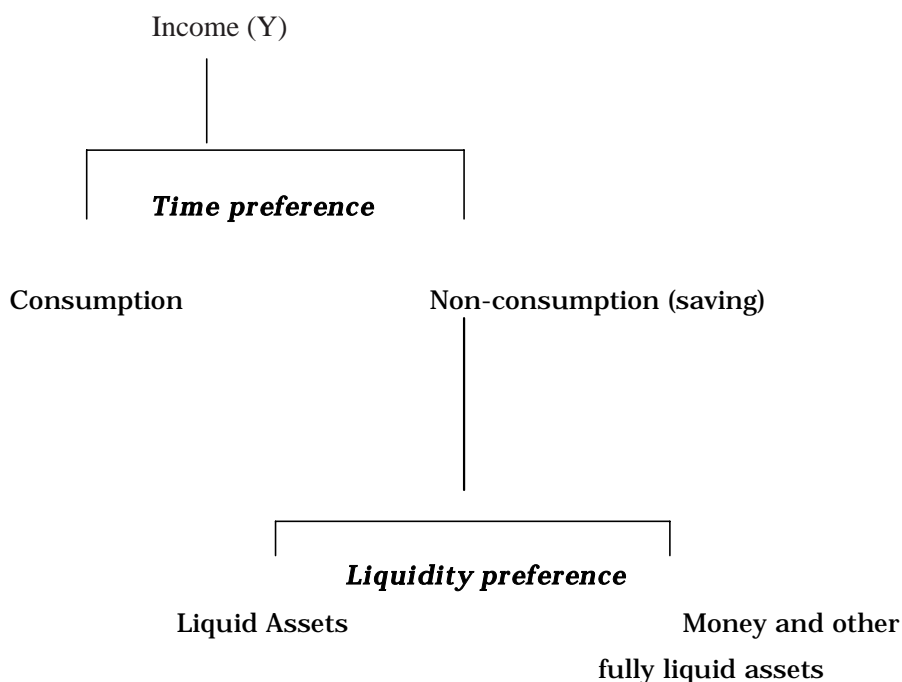 Income (Y)
Time preference
Consumption
Non-consumption (saving)
Liquidity preference
Liquid Assets
Money and other
fully liquid assets